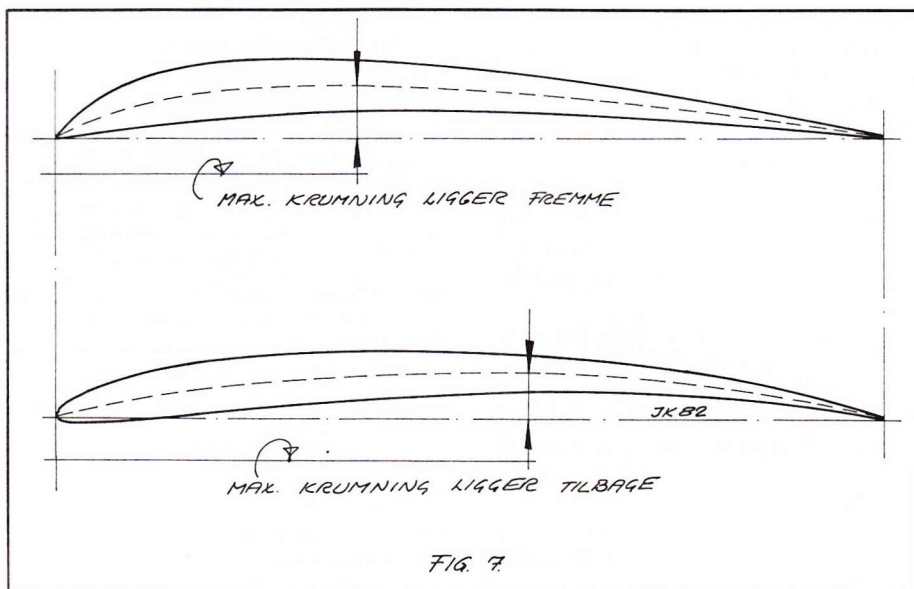 MAX. KRUMNING LIGGER FREMME
JK82
MAX. KRUMNING LIGGER TILBAGE
FIG. 7.